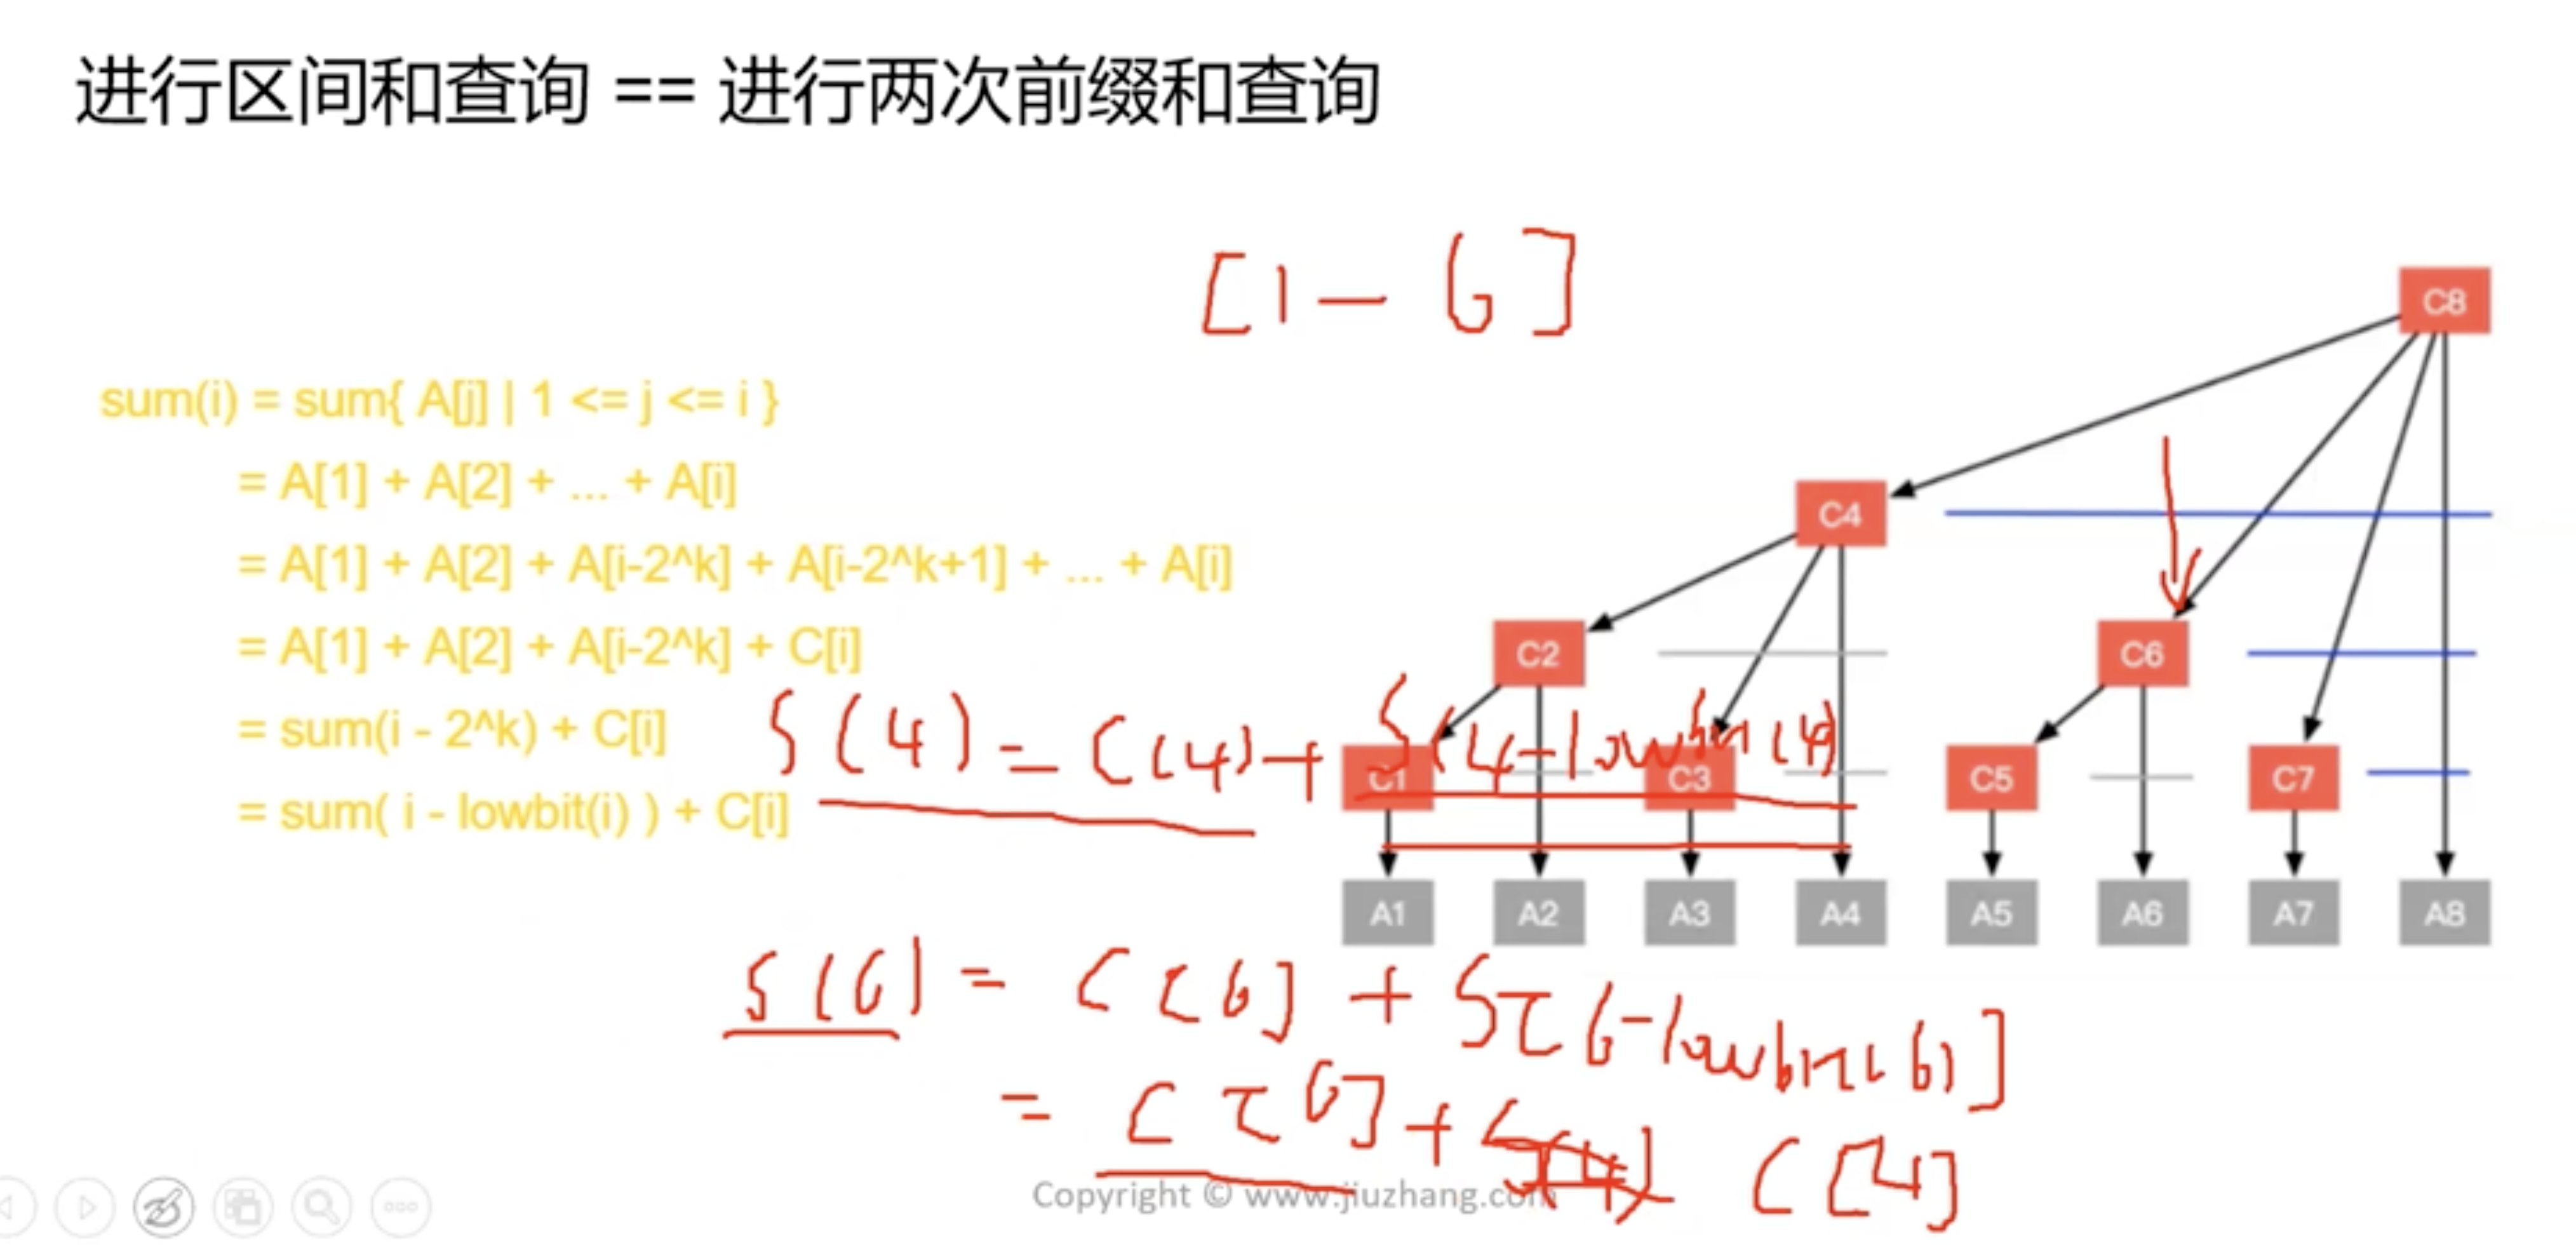 进行区间和查询 == 进行两次前缀和查询
[1 — 6]
sum(i) = sum{ A[j] | 1 <= j <= i }
= A[1] + A[2] + ... + A[i]
= A[1] + A[2] + A[i-2^k] + A[i-2^k+1] + ... + A[i]
= A[1] + A[2] + A[i-2^k] + C[i]
= sum(i - 2^k) + C[i]
= sum( i - lowbit(i) ) + C[i]
C8
C4
C2 C6
S(4) = C(4) + S(4-lowbit(4)
C1 C3 C5 C7
A1 A2 A3 A4 A5 A6 A7 A8
S(6) = C[6] + S[6-lowbit(6)]
= C[6] + S(4) C[4]
Copyright © www.jiuzhang.com